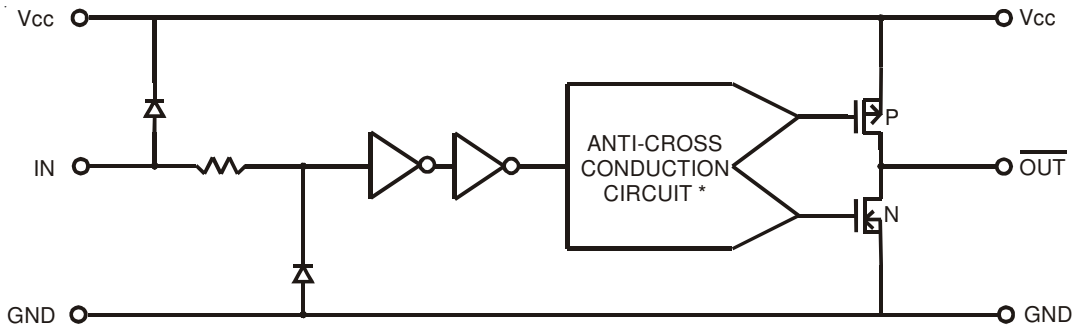 Vcc
Vcc
P
IN
ANTI-CROSS
CONDUCTION
CIRCUIT *
OUT
N
GND
GND